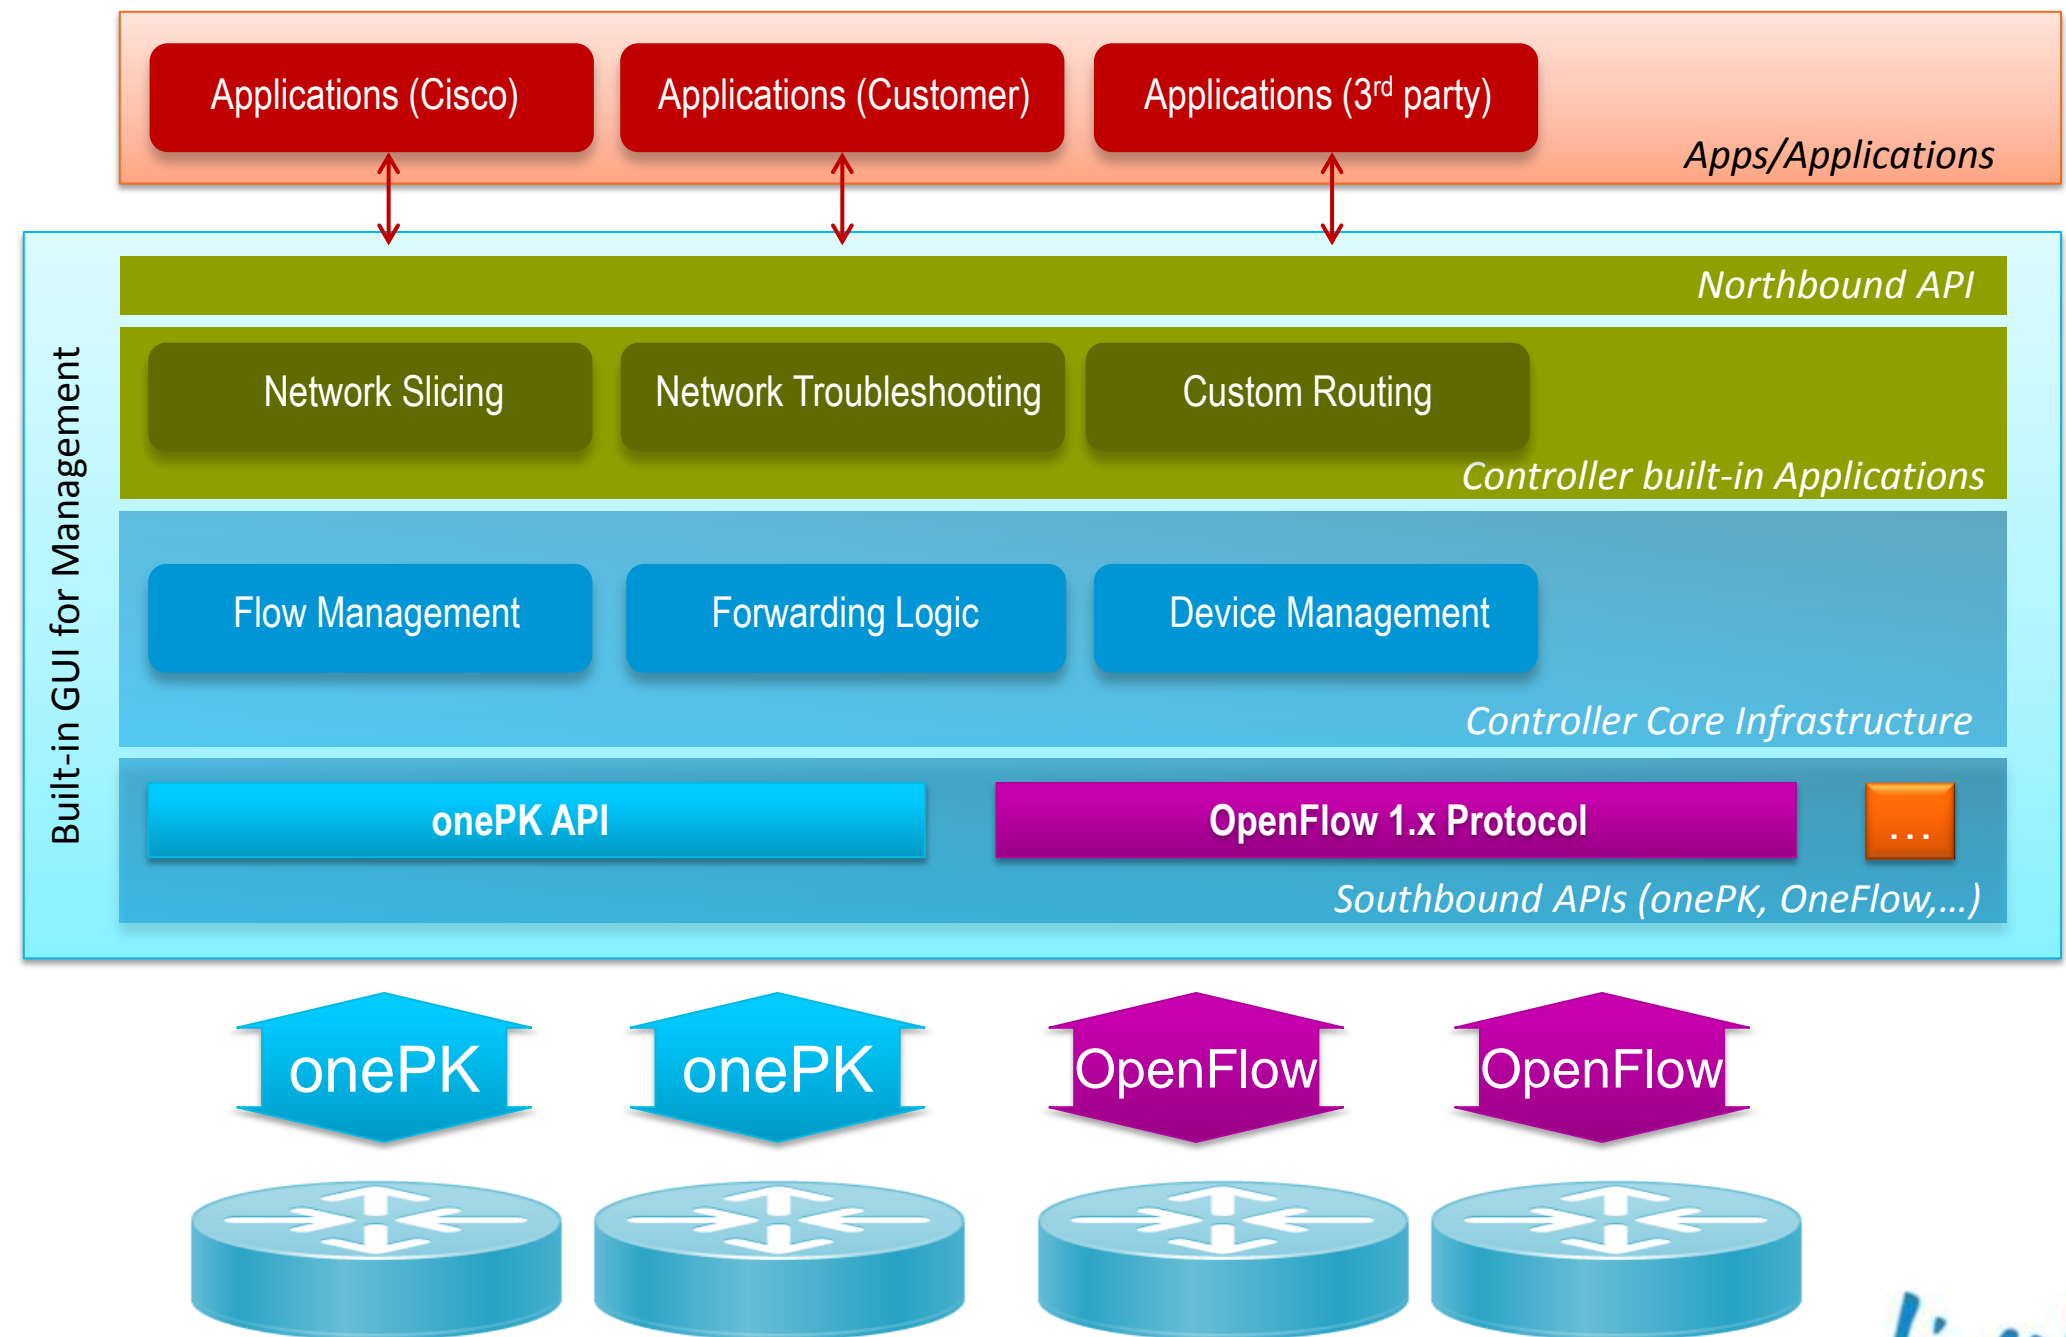 Applications (Cisco)
Applications (Customer)
Applications (3rd party)
Apps/Applications
Built-in GUI for Management
Northbound API
Network Slicing
Network Troubleshooting
Custom Routing
Controller built-in Applications
Flow Management
Forwarding Logic
Device Management
Controller Core Infrastructure
onePK API
OpenFlow 1.x Protocol
...
Southbound APIs (onePK, OneFlow,...)
onePK
onePK
OpenFlow
OpenFlow